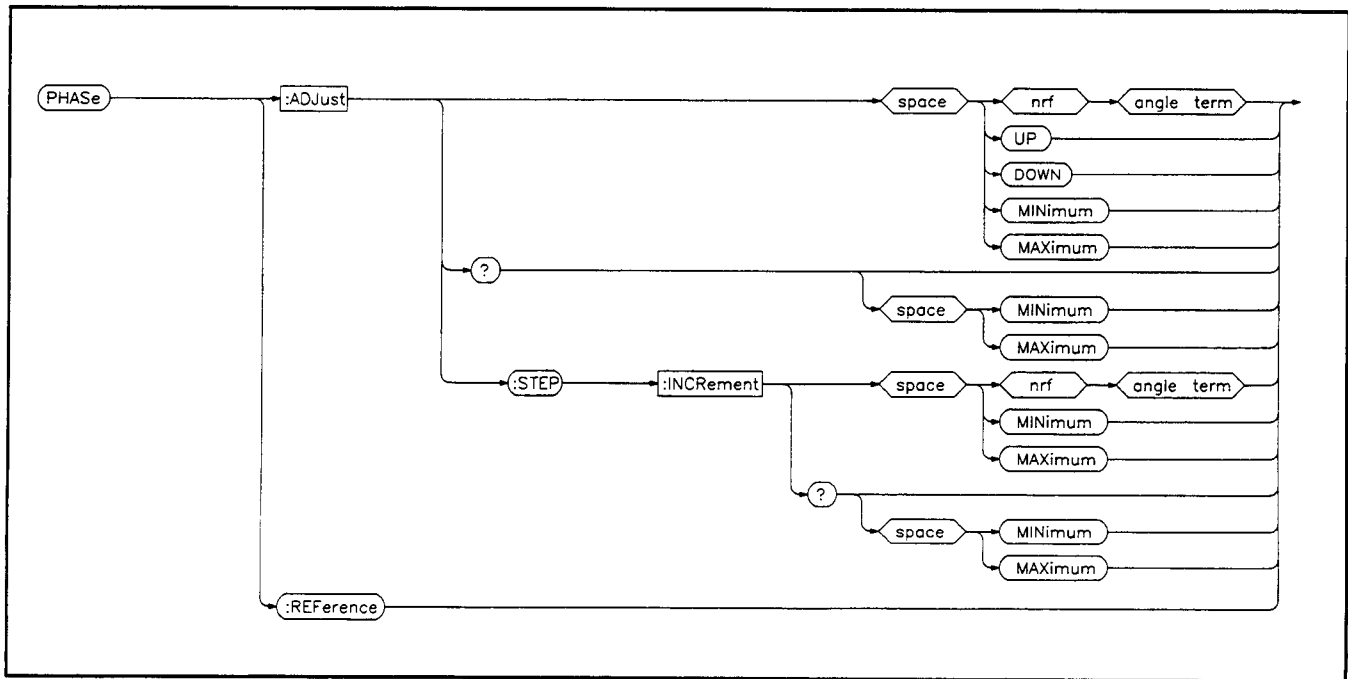 PHASe :ADJust space nrf angle term
UP
DOWN
MINimum
MAXimum
?
space MINimum
MAXimum
:STEP :INCRement space nrf angle term
MINimum
MAXimum
?
space MINimum
MAXimum
:REFerence